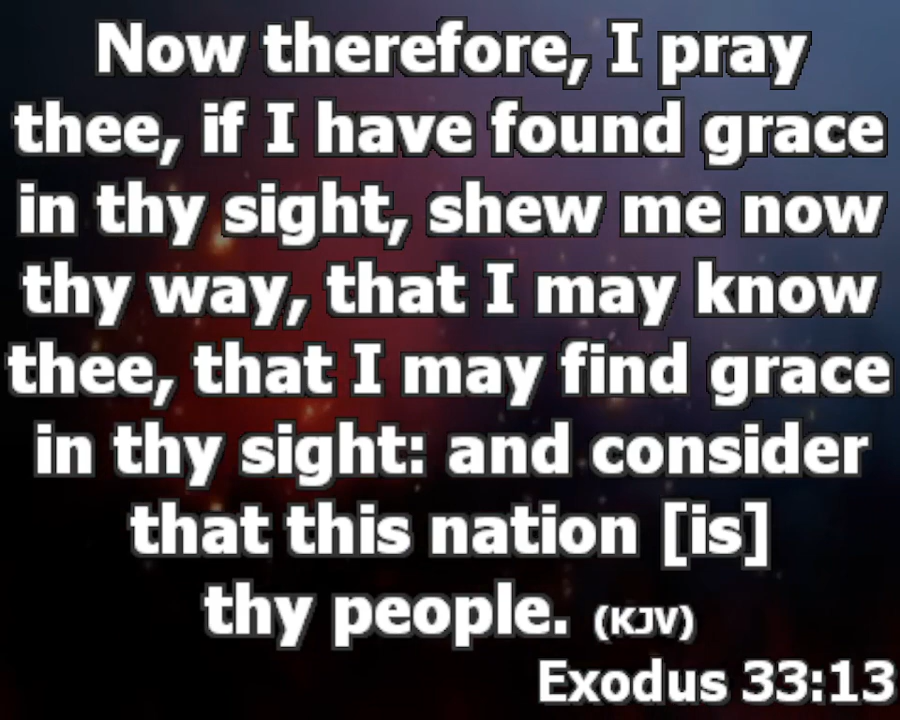 Now therefore, I pray
thee, if I have found grace
in thy sight, shew me now
thy way, that I may know
thee, that I may find grace
in thy sight: and consider
that this nation [is]
thy people. (KJV)
Exodus 33:13